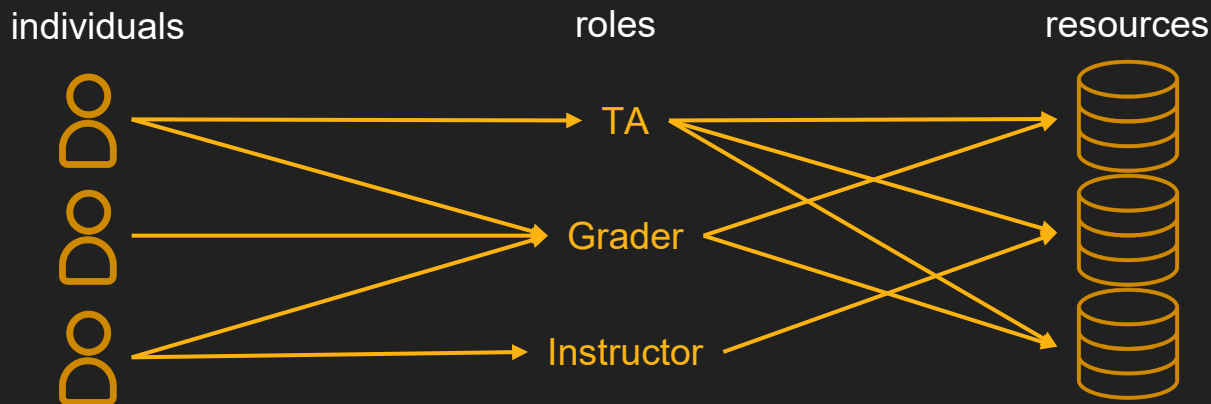 individuals
roles
resources
TA
Grader
Instructor